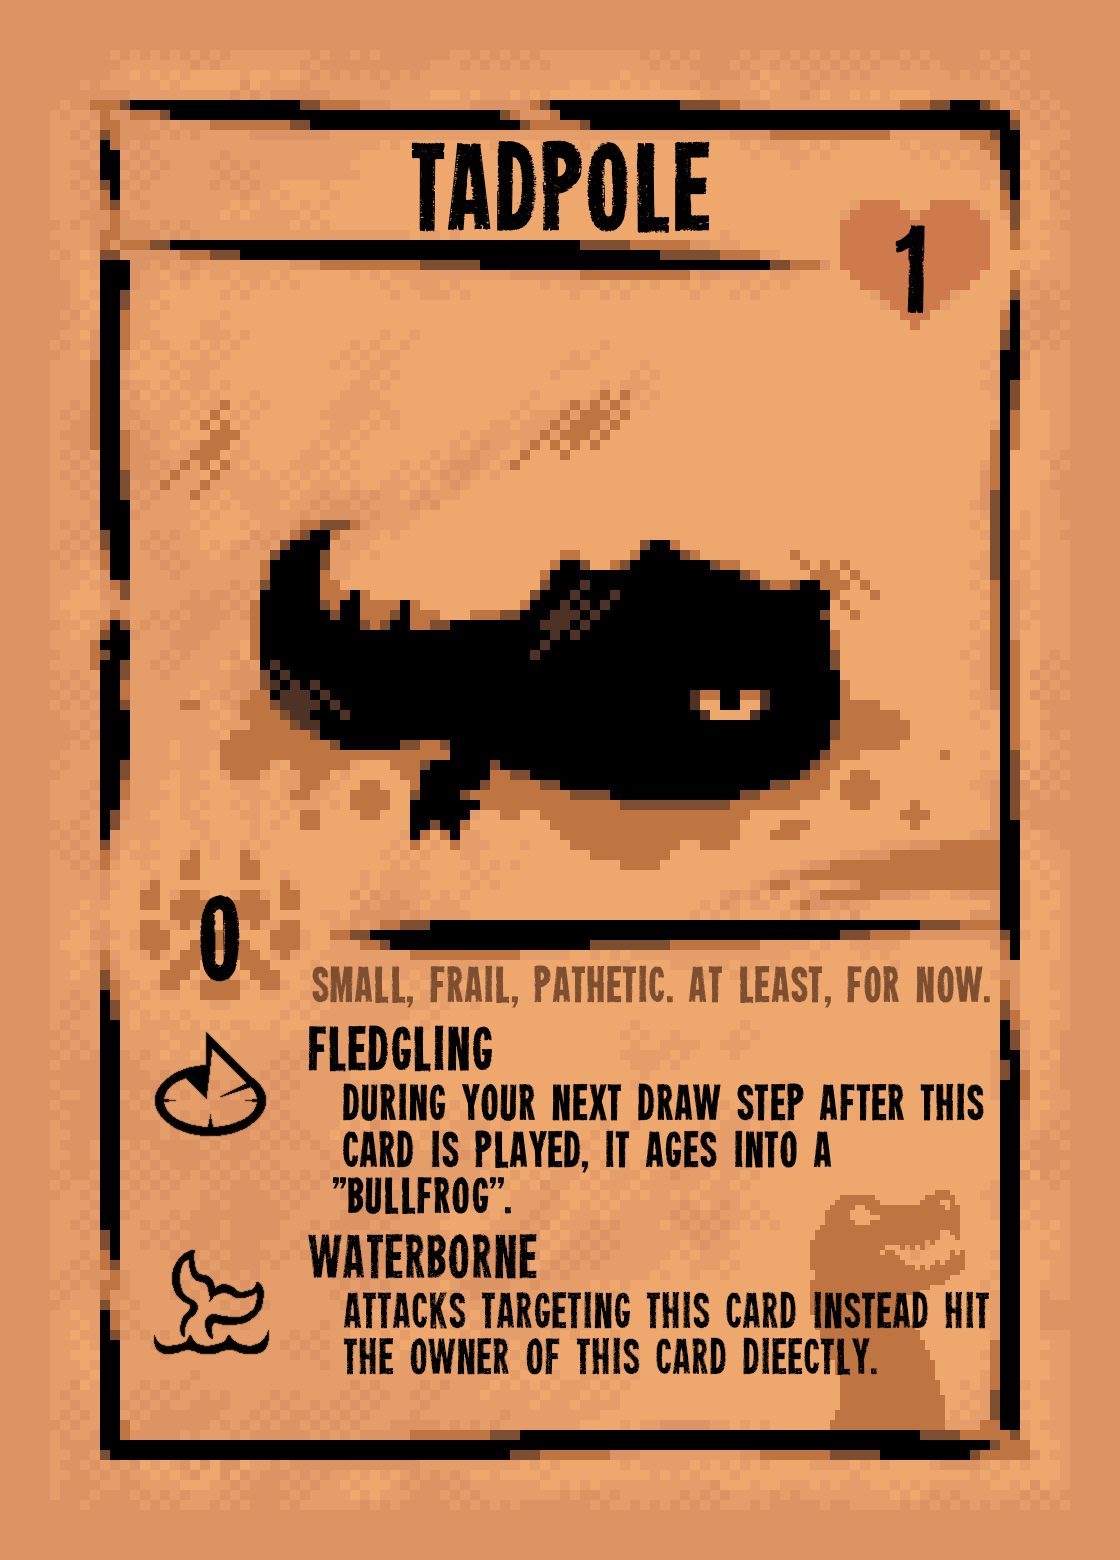 TADPOLE
1
0
SMALL, FRAIL, PATHETIC. AT LEAST, FOR NOW.
FLEDGLING
DURING YOUR NEXT DRAW STEP AFTER THIS
CARD IS PLAYED, IT AGES INTO A
"BULLFROG".
WATERBORNE
ATTACKS TARGETING THIS CARD INSTEAD HIT
THE OWNER OF THIS CARD DIEECTLY.